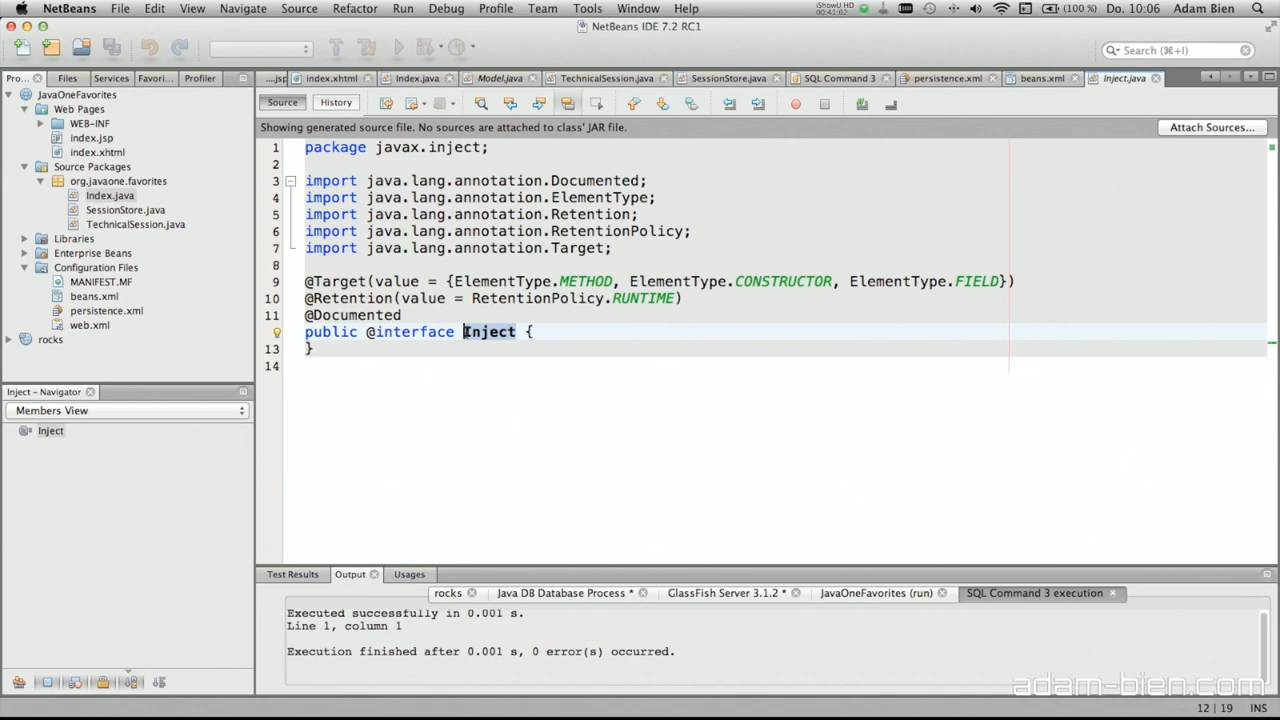 NetBeans File Edit View Navigate Source Refactor Run Debug Profile Team Tools Window Help iShowU HD 00:41:02 (100 %) Do. 10:06 Adam Bien
NetBeans IDE 7.2 RC1
Search (⌘+I)
Pro... Files Services Favori... Profiler
...jsp index.xhtml Index.java Model.java TechnicalSession.java SessionStore.java SQL Command 3 persistence.xml beans.xml Inject.java
JavaOneFavorites
Web Pages
WEB-INF
index.jsp
index.xhtml
Source Packages
org.javaone.favorites
Index.java
SessionStore.java
TechnicalSession.java
Libraries
Enterprise Beans
Configuration Files
MANIFEST.MF
beans.xml
persistence.xml
web.xml
rocks
Inject - Navigator
Members View
Inject
Source History
Showing generated source file. No sources are attached to class' JAR file. Attach Sources...
1 package javax.inject;
2
3 import java.lang.annotation.Documented;
4 import java.lang.annotation.ElementType;
5 import java.lang.annotation.Retention;
6 import java.lang.annotation.RetentionPolicy;
7 import java.lang.annotation.Target;
8
9 @Target(value = {ElementType.METHOD, ElementType.CONSTRUCTOR, ElementType.FIELD})
10 @Retention(value = RetentionPolicy.RUNTIME)
11 @Documented
public @interface Inject {
13 }
14
Test Results Output Usages
rocks Java DB Database Process * GlassFish Server 3.1.2 * JavaOneFavorites (run) SQL Command 3 execution
Executed successfully in 0.001 s.
Line 1, column 1
Execution finished after 0.001 s, 0 error(s) occurred.
adam-bien.com
12 | 19 INS